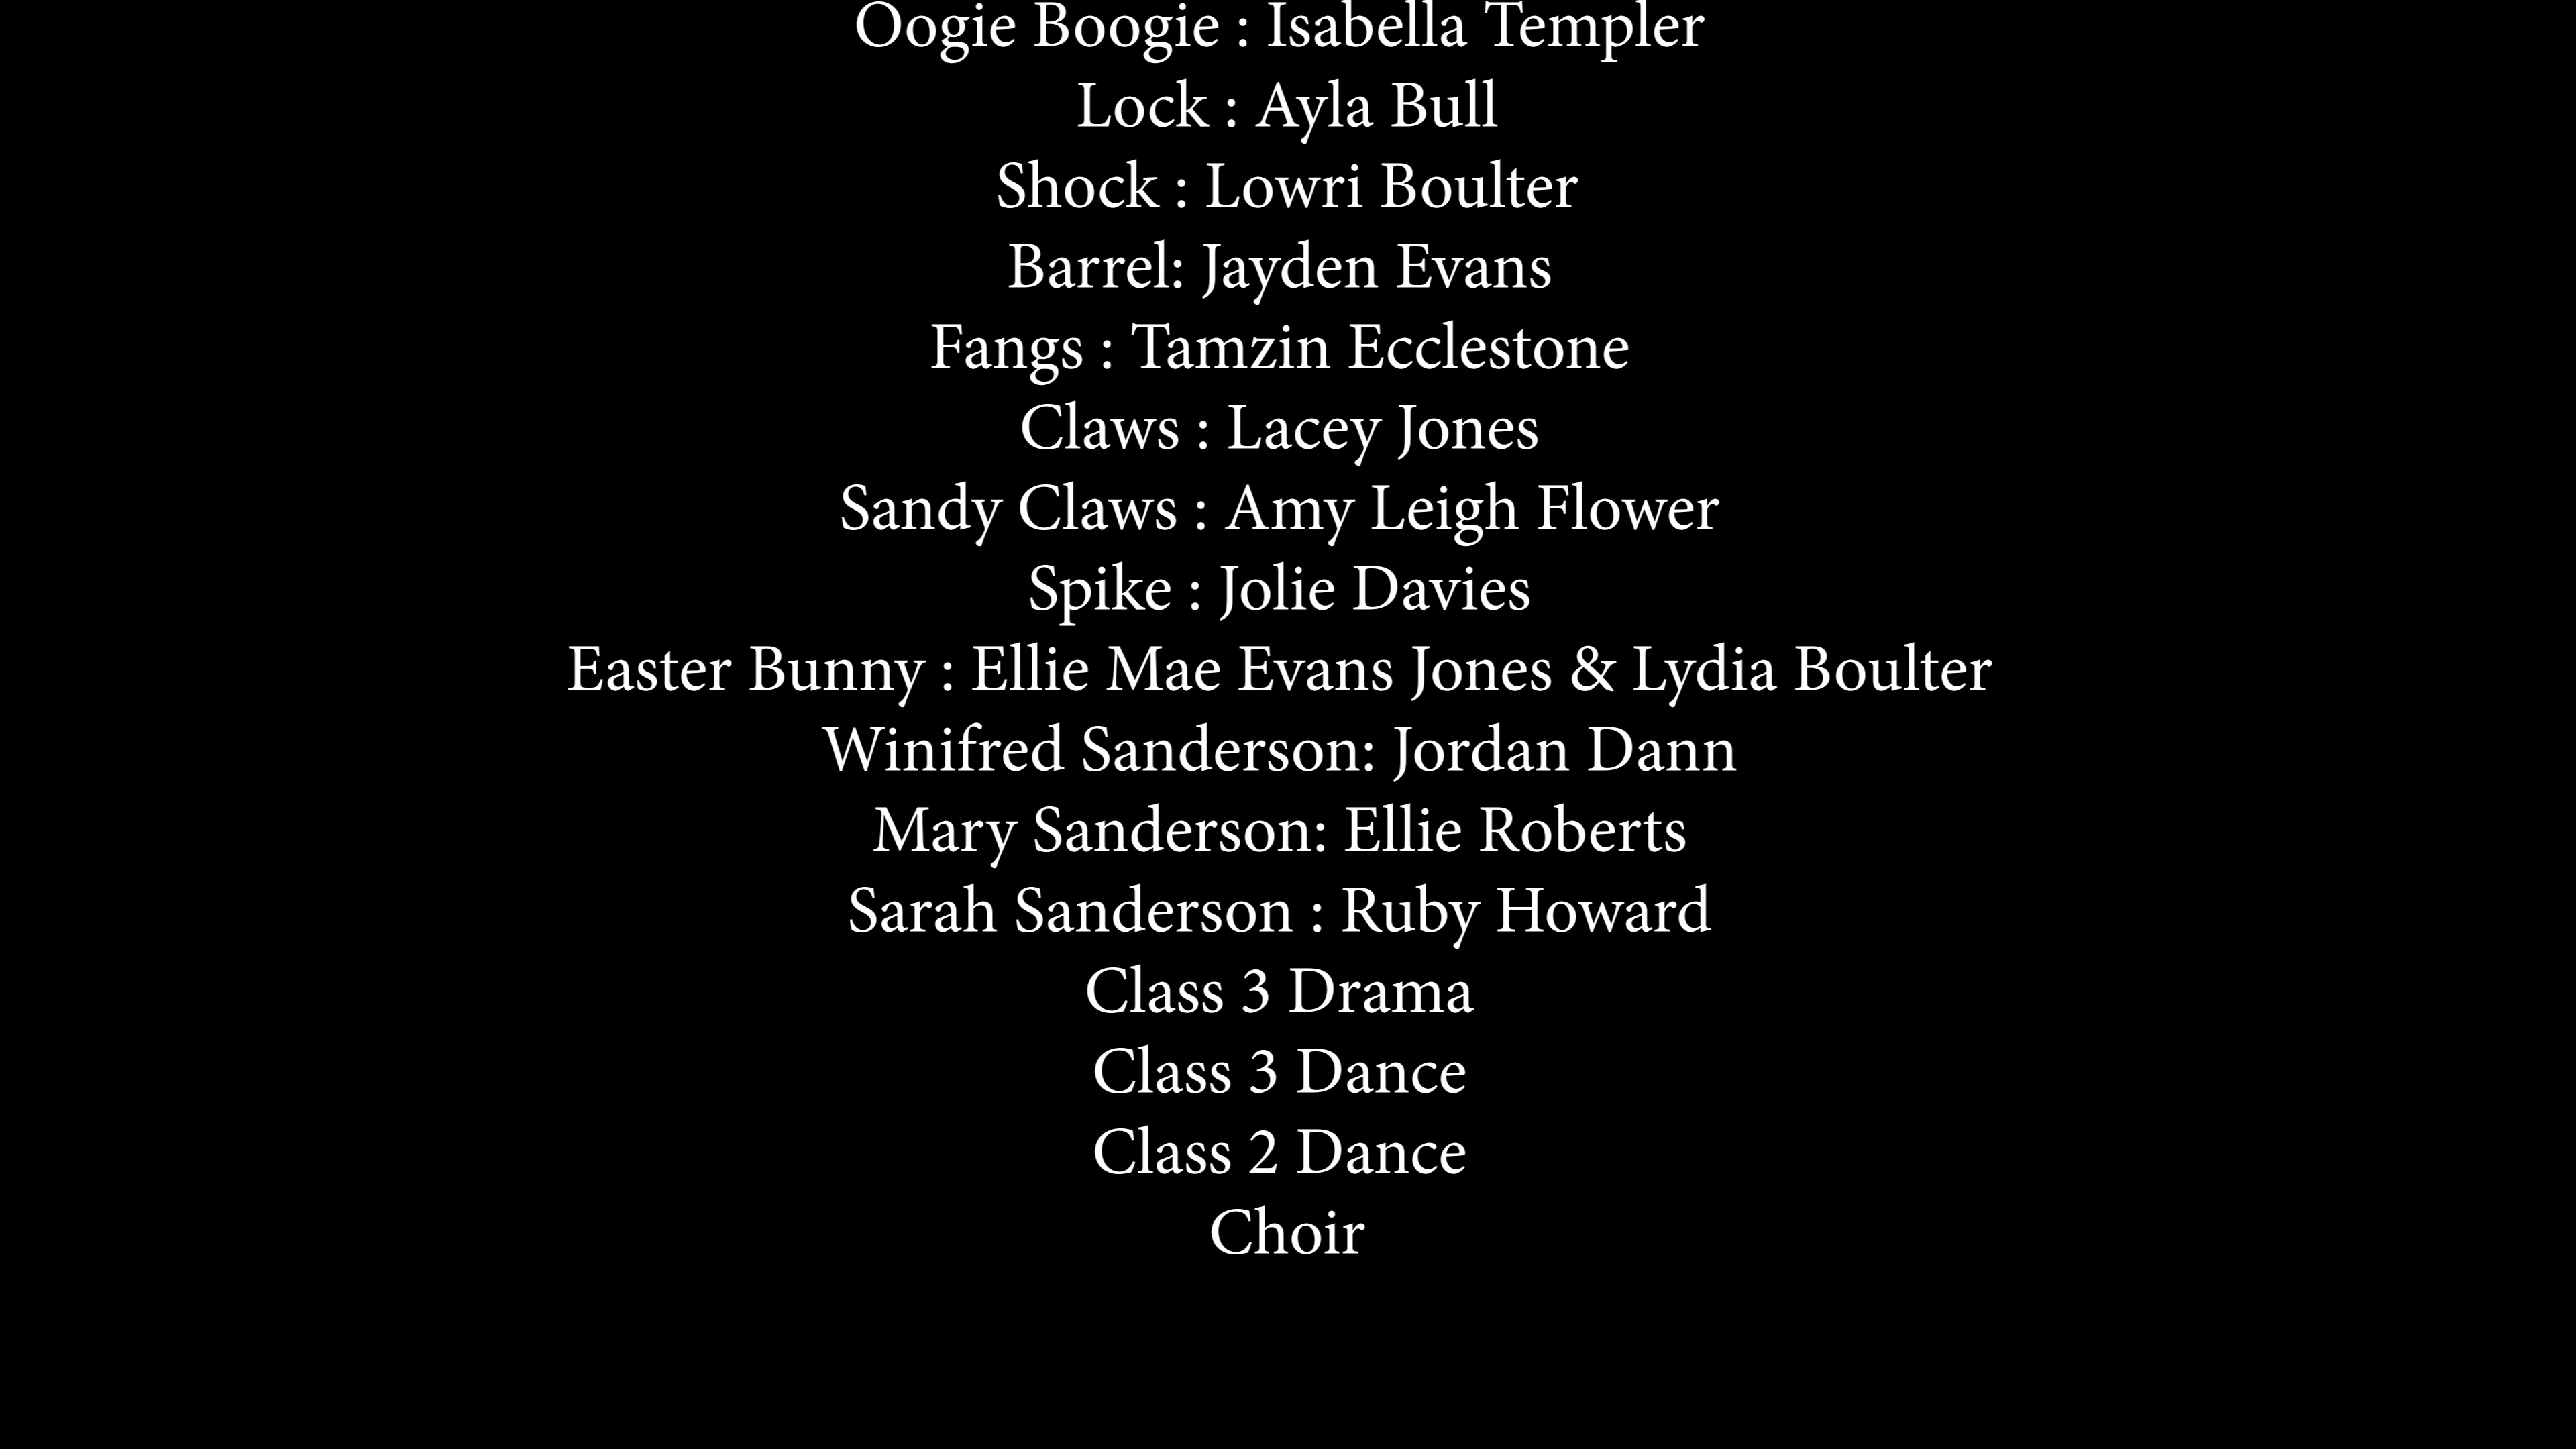 Oogie Boogie : Isabella Templer
Lock : Ayla Bull
Shock : Lowri Boulter
Barrel: Jayden Evans
Fangs : Tamzin Ecclestone
Claws : Lacey Jones
Sandy Claws : Amy Leigh Flower
Spike : Jolie Davies
Easter Bunny : Ellie Mae Evans Jones & Lydia Boulter
Winifred Sanderson: Jordan Dann
Mary Sanderson: Ellie Roberts
Sarah Sanderson : Ruby Howard
Class 3 Drama
Class 3 Dance
Class 2 Dance
Choir